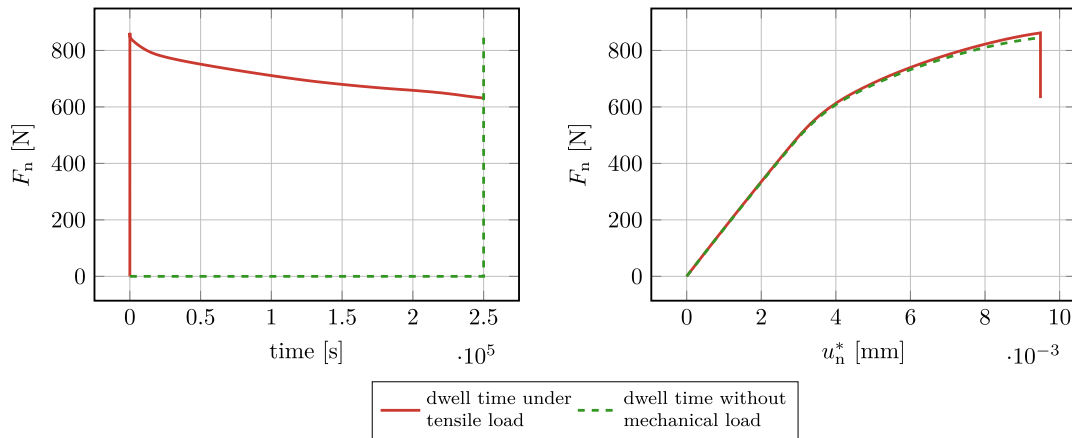 800
600
400
200
0
F_n [N]
0 0.5 1 1.5 2 2.5
time [s]
·10^5
800
600
400
200
0
F_n [N]
0 2 4 6 8 10
u_n^* [mm]
·10^−3
dwell time under
tensile load
dwell time without
mechanical load